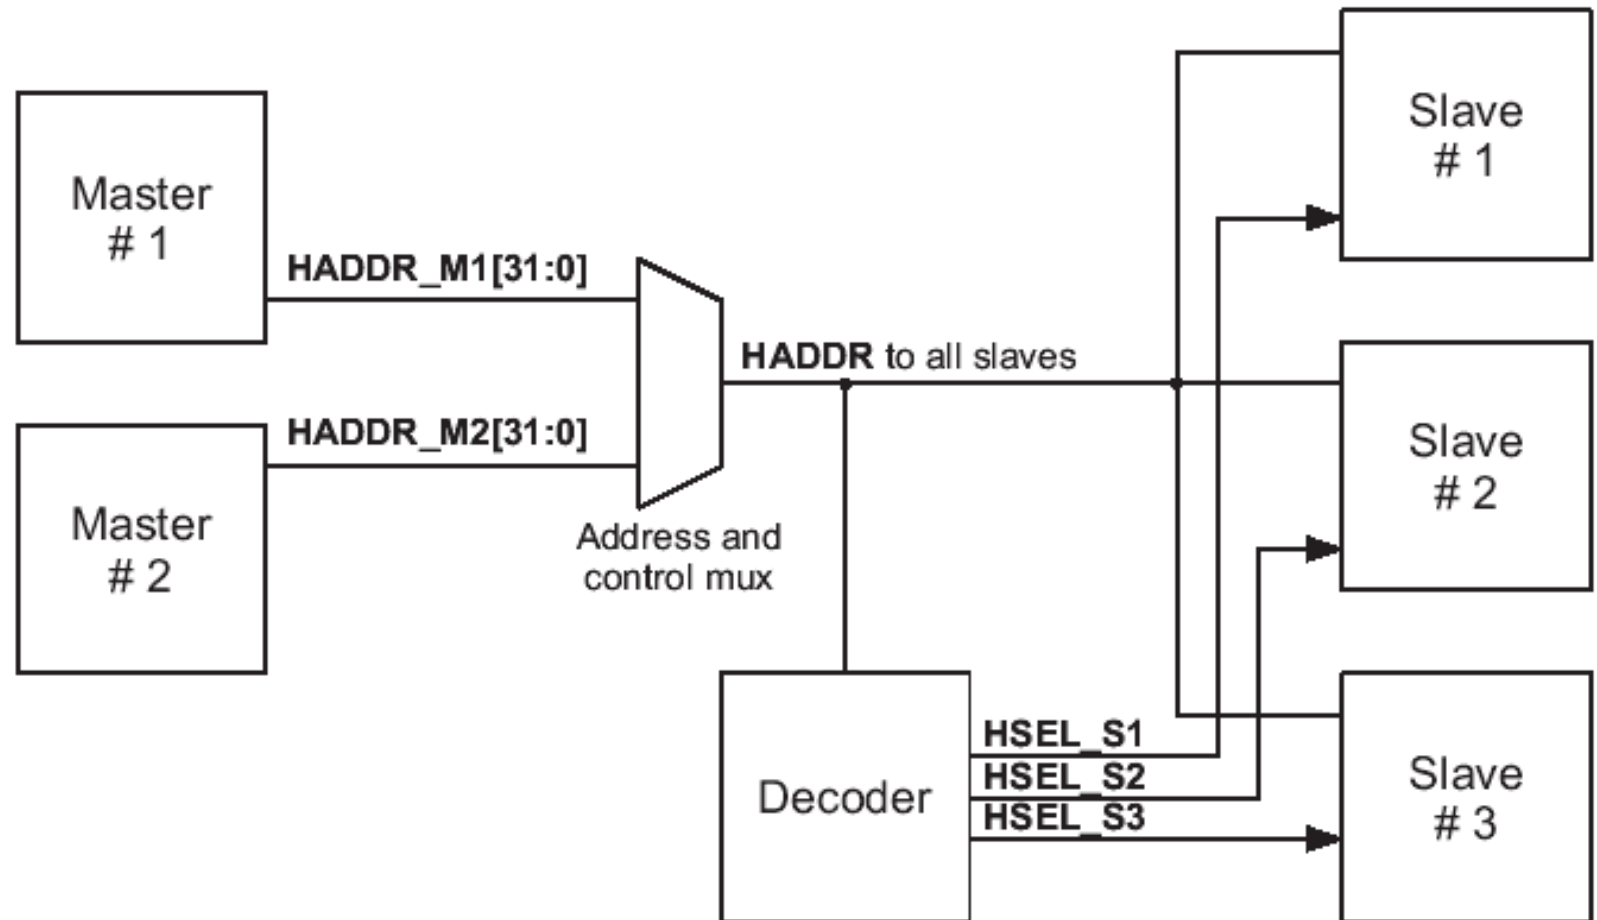 Slave
# 1
Master
# 1
HADDR_M1[31:0]
HADDR to all slaves
HADDR_M2[31:0]
Slave
# 2
Master
# 2
Address and
control mux
HSEL_S1
HSEL_S2
HSEL_S3
Decoder
Slave
# 3